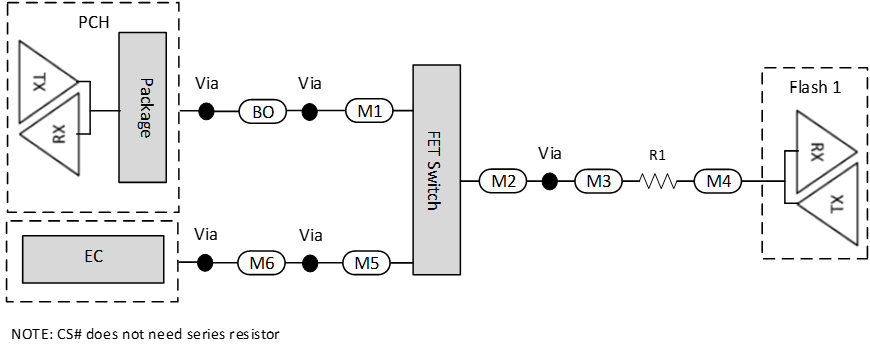 PCH
TX
RX
Package
Via
BO
Via
M1
FET Switch
M2
Via
M3
R1
M4
Flash 1
RX
TX
EC
Via
M6
Via
M5
NOTE: CS# does not need series resistor